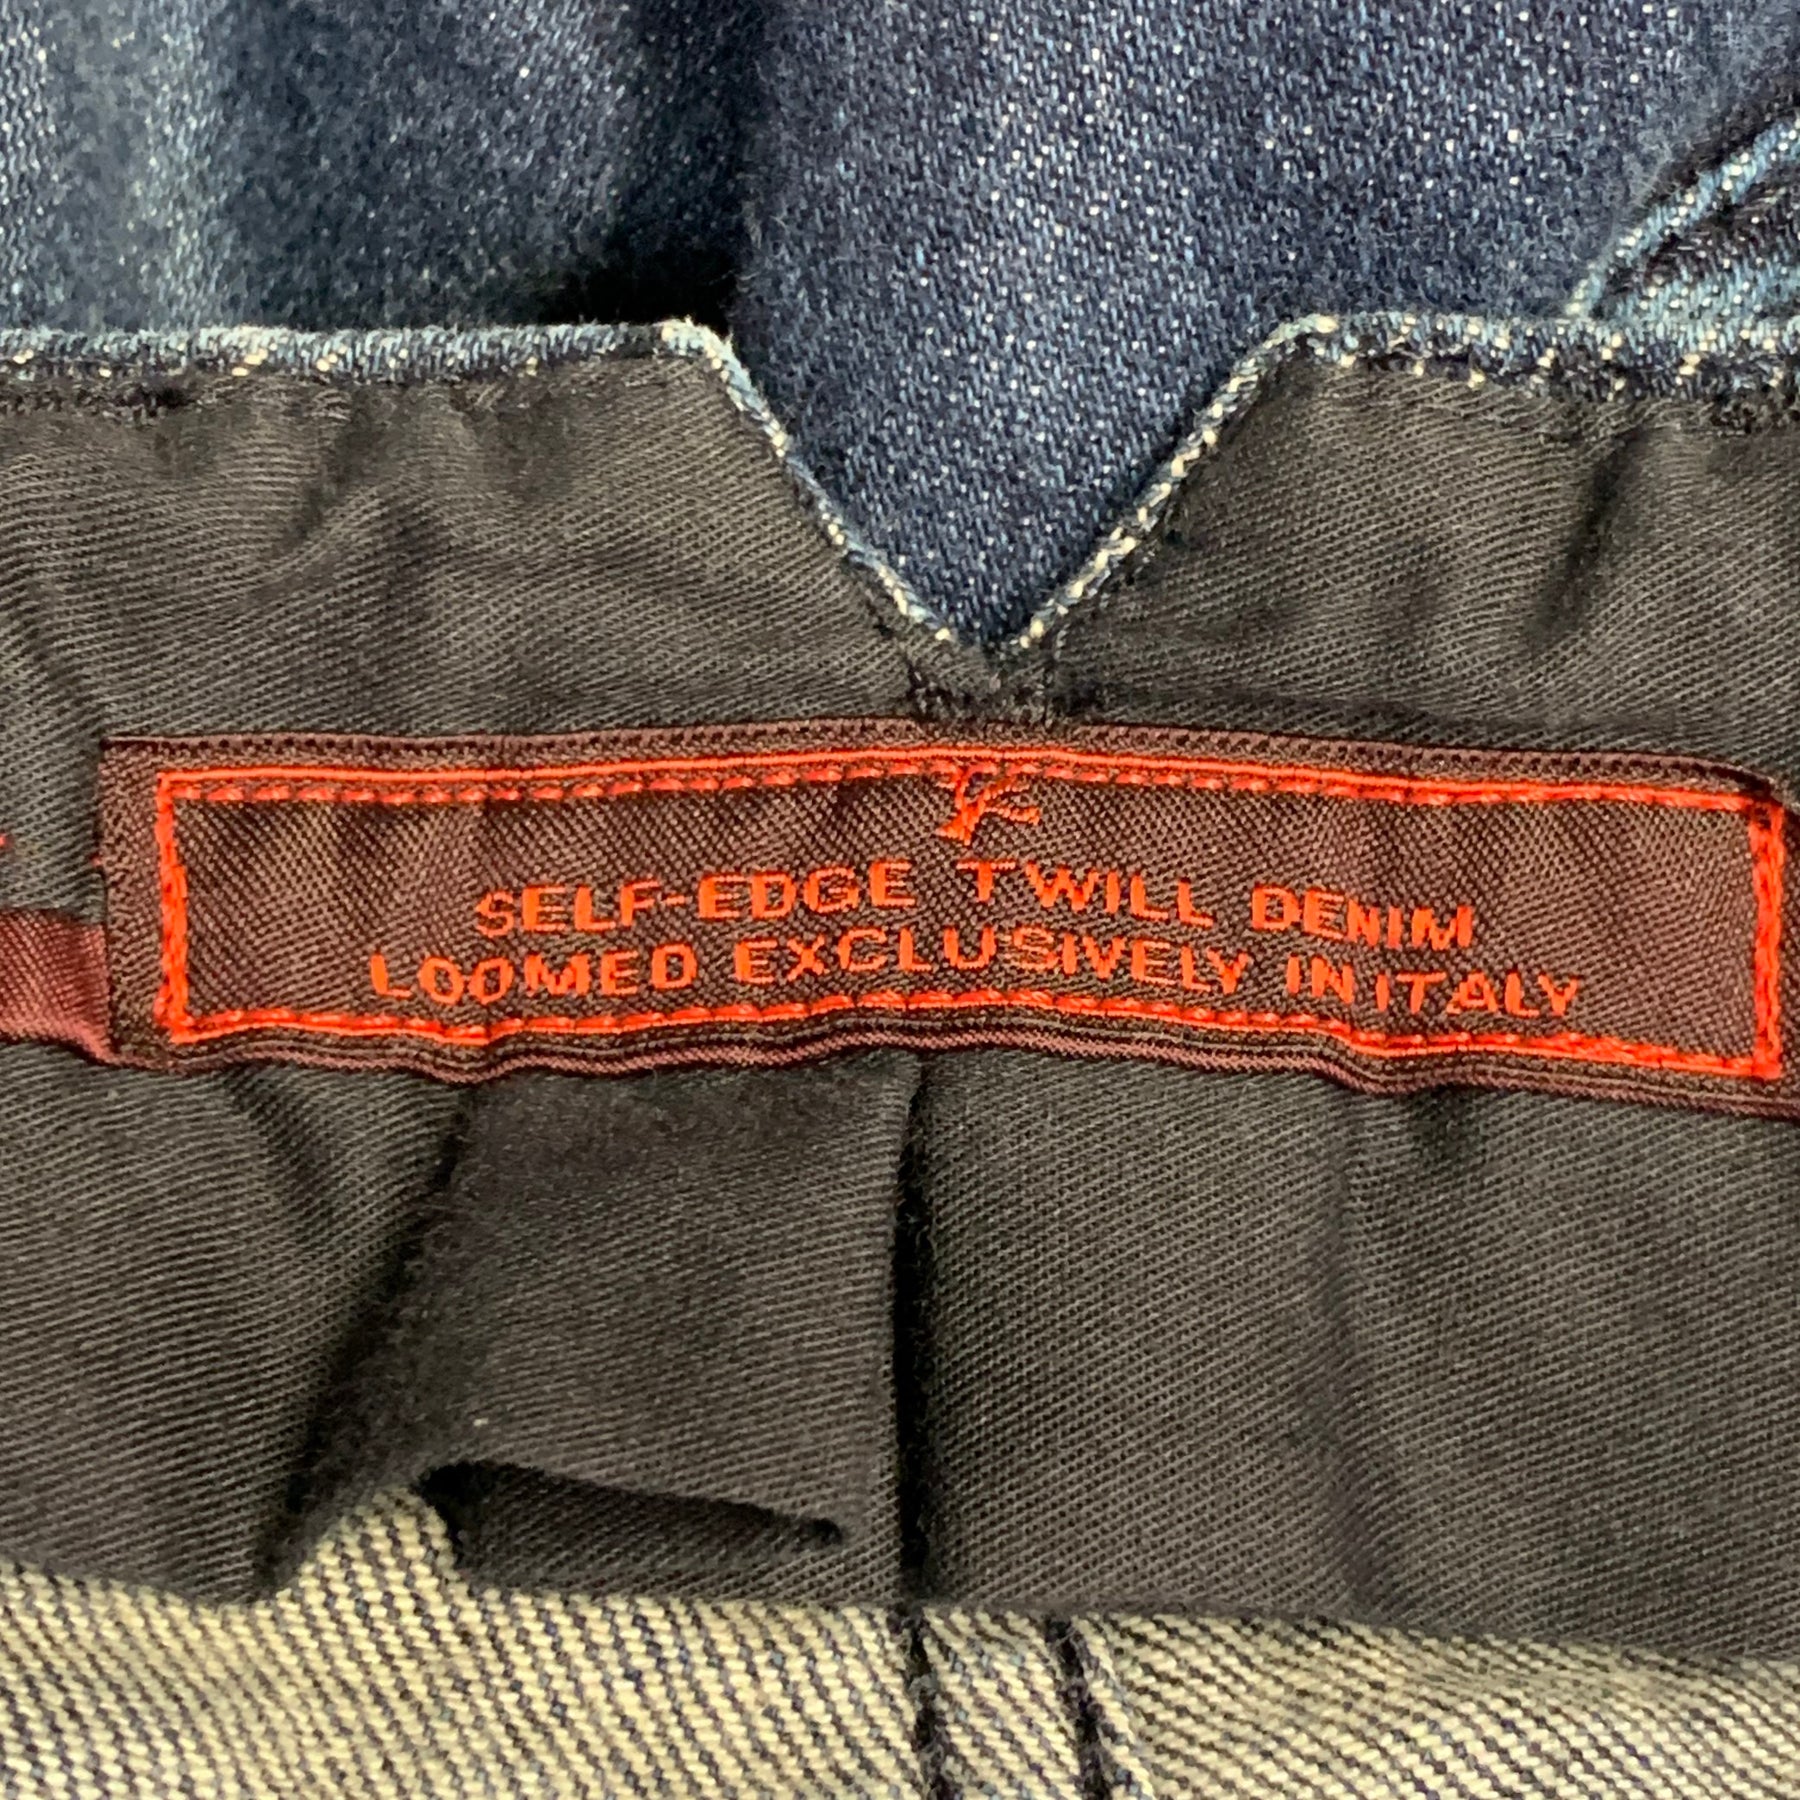 SELF-EDGE TWILL DENIM
LOOMED EXCLUSIVELY IN ITALY